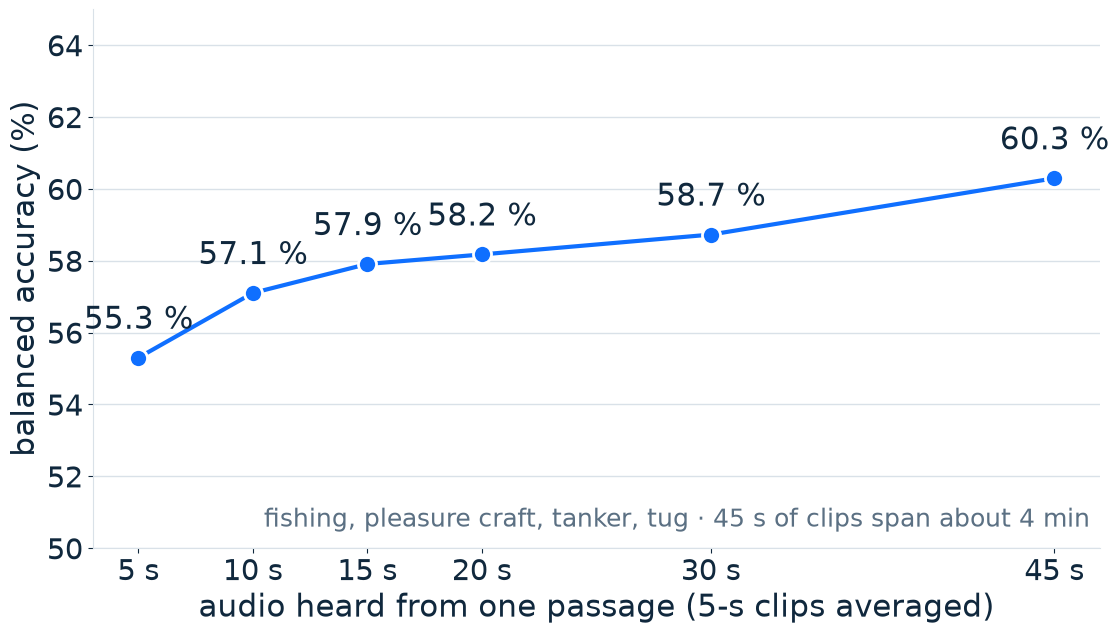 balanced accuracy (%)
64
62
60
58
56
54
52
50
55.3 %
57.1 %
57.9 %
58.2 %
58.7 %
60.3 %
fishing, pleasure craft, tanker, tug · 45 s of clips span about 4 min
5 s
10 s
15 s
20 s
30 s
45 s
audio heard from one passage (5-s clips averaged)